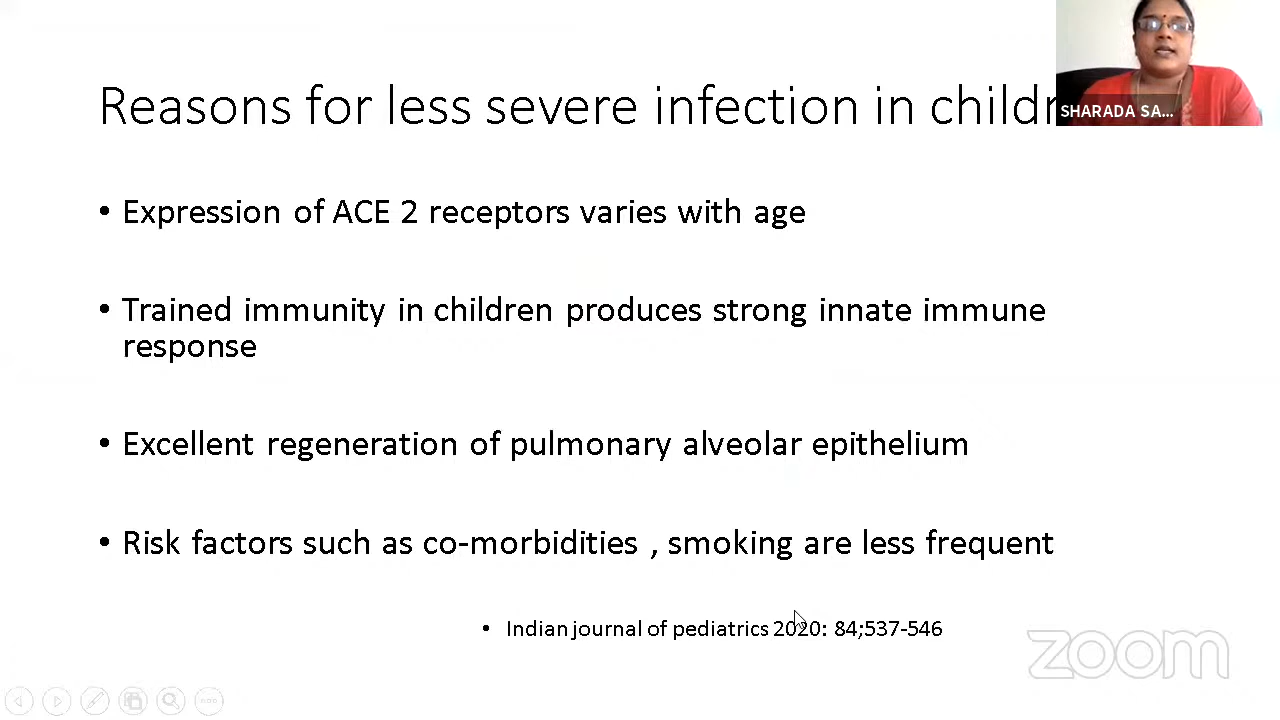 Reasons for less severe infection in childr
SHARADA SA...
• Expression of ACE 2 receptors varies with age
• Trained immunity in children produces strong innate immune
response
• Excellent regeneration of pulmonary alveolar epithelium
• Risk factors such as co-morbidities , smoking are less frequent
• Indian journal of pediatrics 2020: 84;537-546
zoom